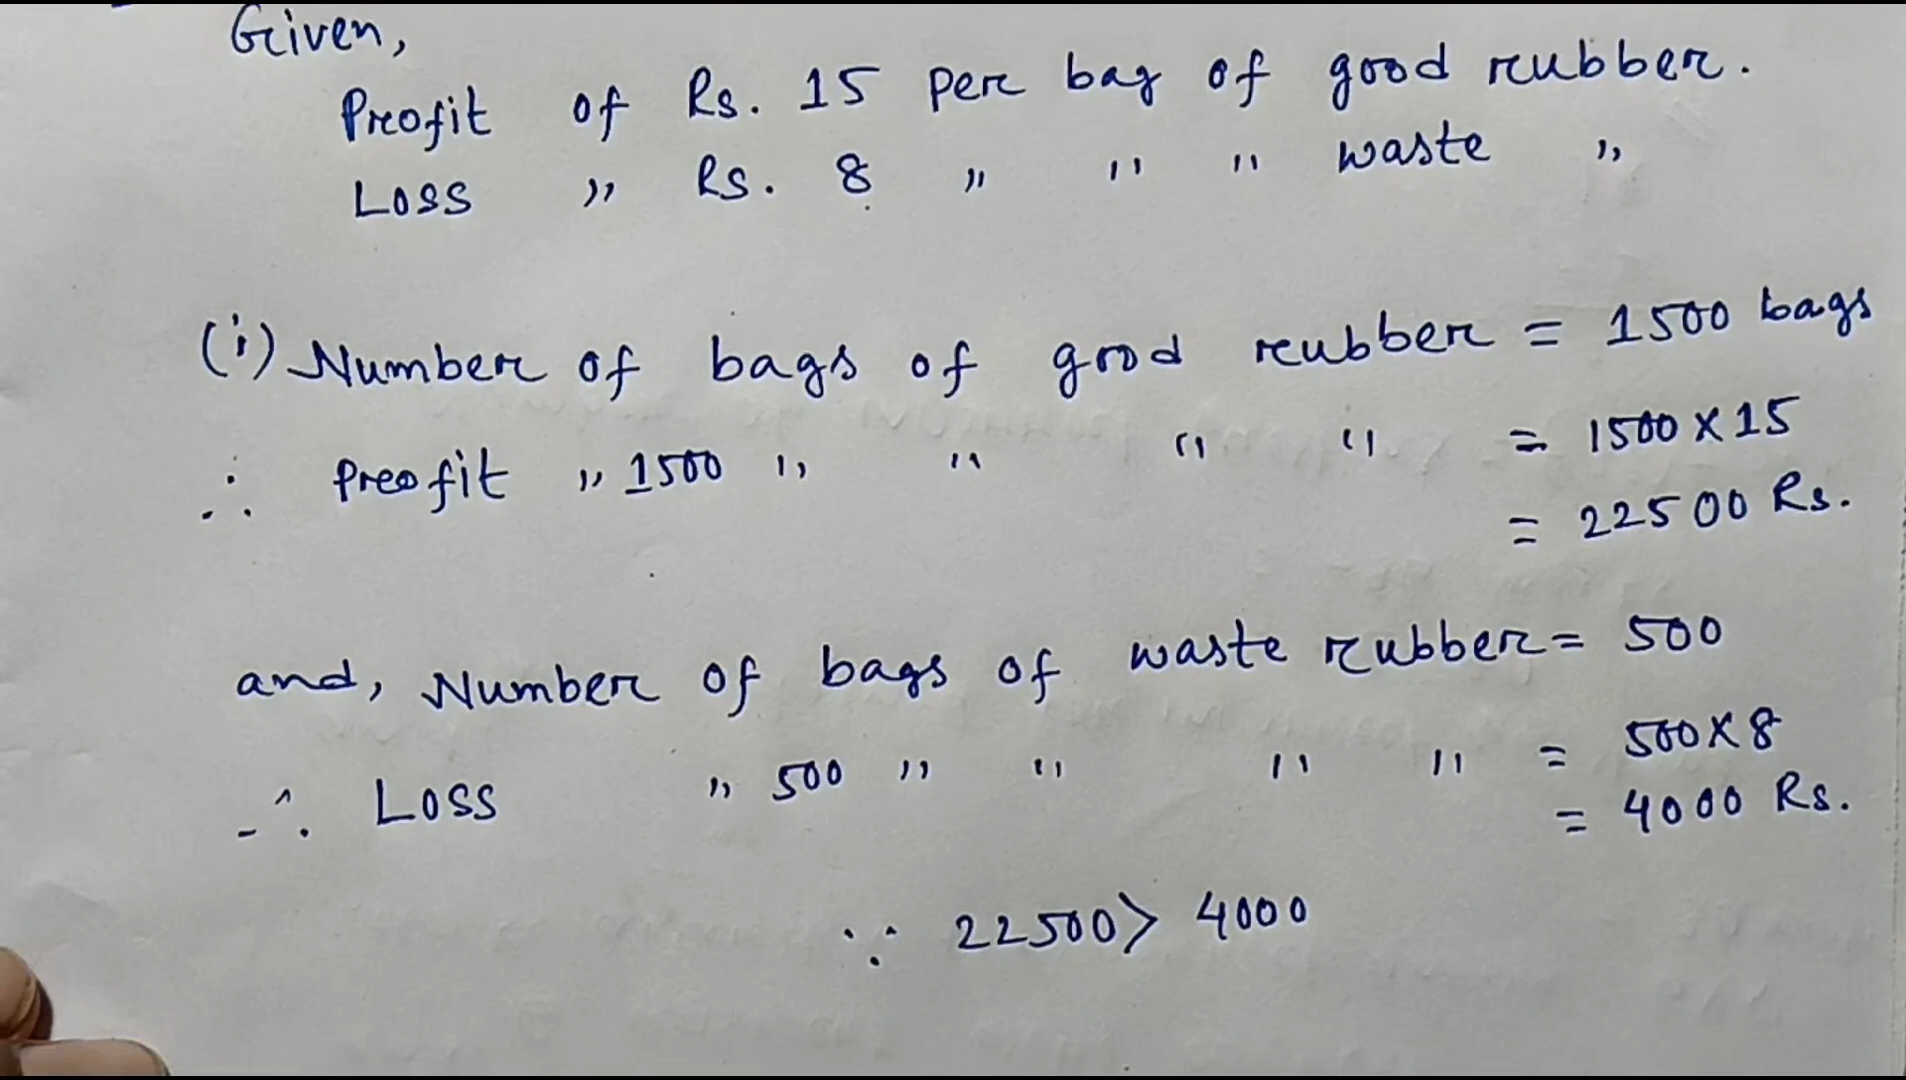 Given,
Profit of Rs. 15 per bag of good rubber.
Loss " Rs. 8 " " " waste "
(i) Number of bags of good rubber = 1500 bags
∴ Profit " 1500 " " " " = 1500 × 15
= 22500 Rs.
and, Number of bags of waste rubber = 500
∴ Loss " 500 " " " " = 500 × 8
= 4000 Rs.
∵ 22500 > 4000